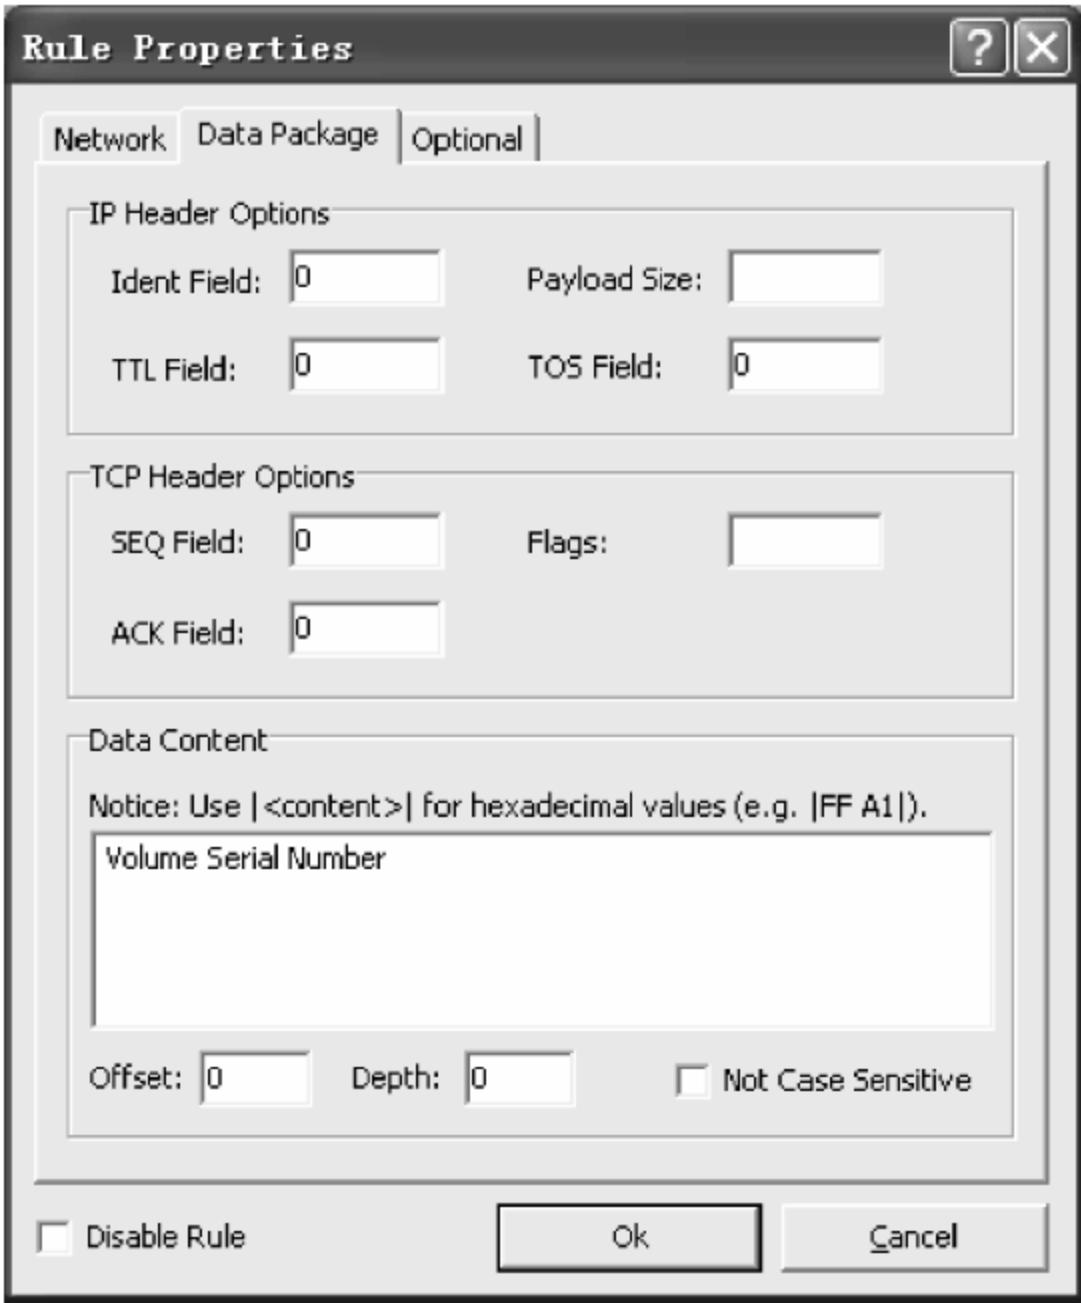 Rule Properties
Network Data Package Optional
IP Header Options
Ident Field: 0 Payload Size:
TTL Field: 0 TOS Field: 0
TCP Header Options
SEQ Field: 0 Flags:
ACK Field: 0
Data Content
Notice: Use |<content>| for hexadecimal values (e.g. |FF A1|).
Volume Serial Number
Offset: 0 Depth: 0 Not Case Sensitive
Disable Rule Ok Cancel